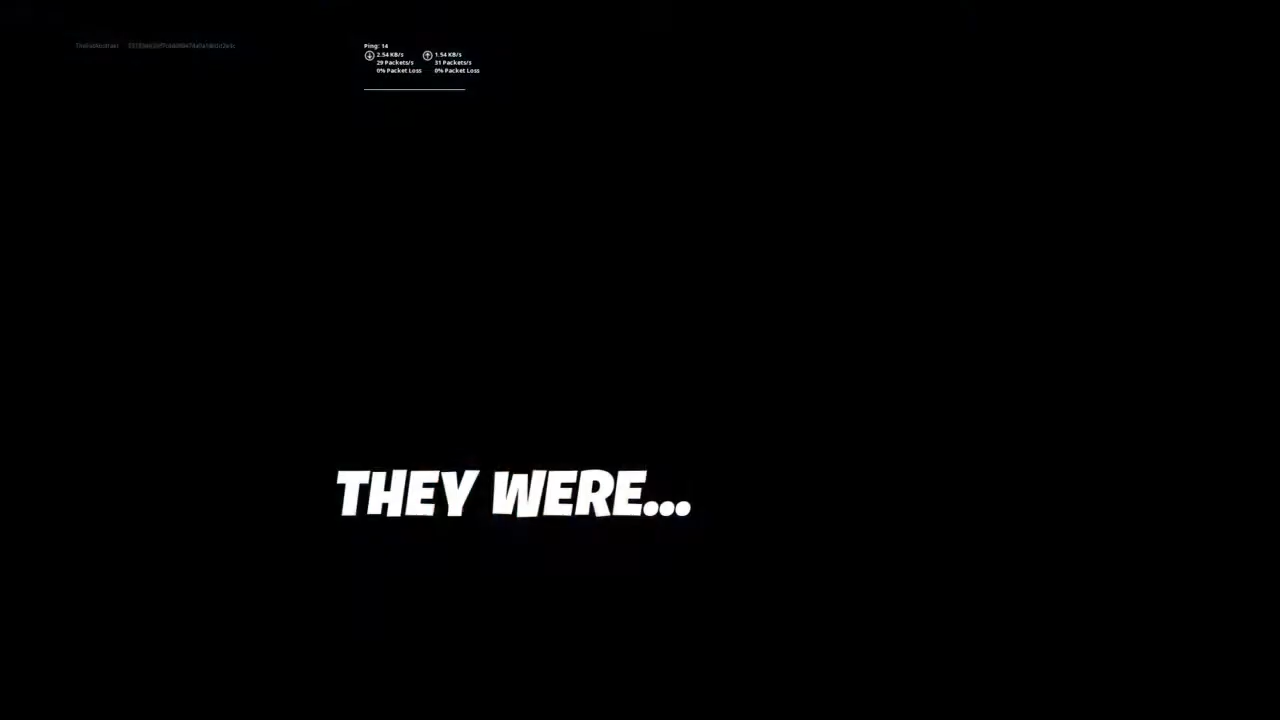 Ping: 14
2.54 KB/s 1.54 KB/s
29 Packets/s 31 Packets/s
0% Packet Loss 0% Packet Loss
THEY WERE...